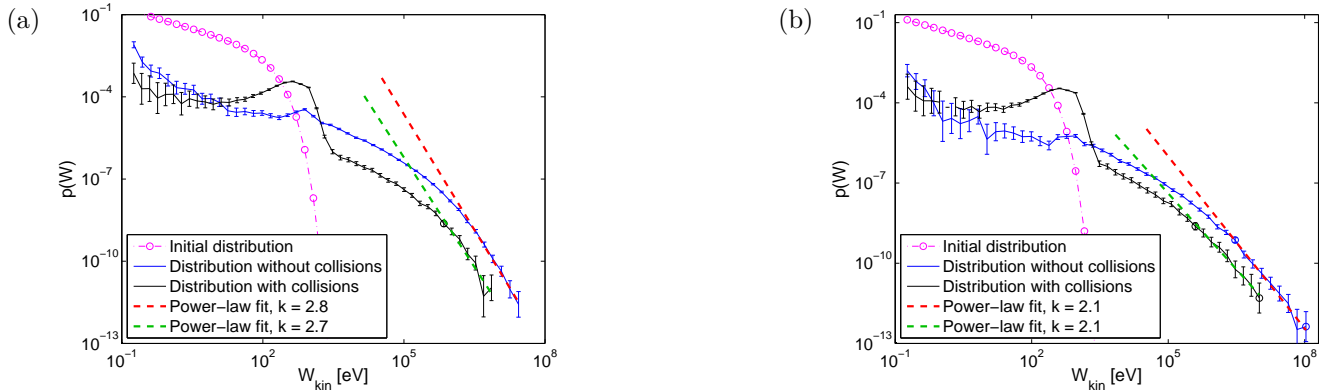 (a)
10^−1
10^−4
10^−7
10^−10
10^−13
p(W)
Initial distribution
Distribution without collisions
Distribution with collisions
Power−law fit, k = 2.8
Power−law fit, k = 2.7
10^−1
10^2
10^5
10^8
W_kin [eV]
(b)
10^−1
10^−4
10^−7
10^−10
10^−13
p(W)
Initial distribution
Distribution without collisions
Distribution with collisions
Power−law fit, k = 2.1
Power−law fit, k = 2.1
10^−1
10^2
10^5
10^8
W_kin [eV]